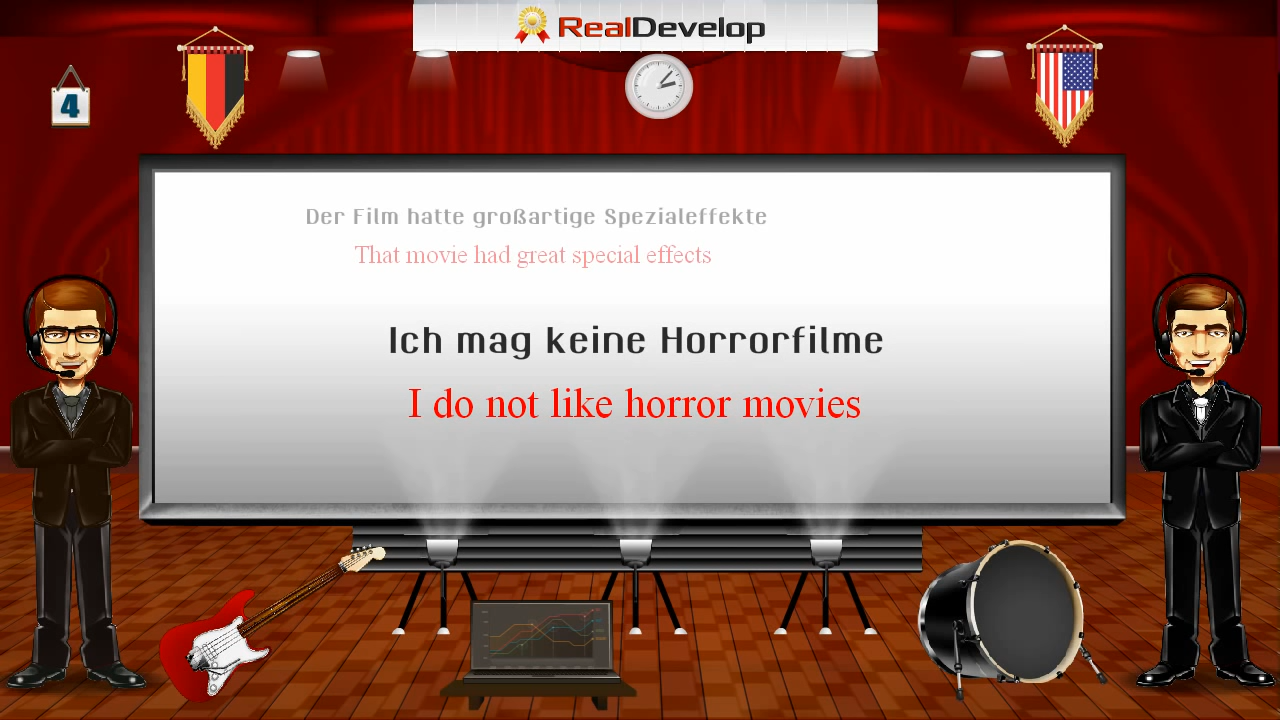 RealDevelop
4
Der Film hatte großartige Spezialeffekte
That movie had great special effects
Ich mag keine Horrorfilme
I do not like horror movies